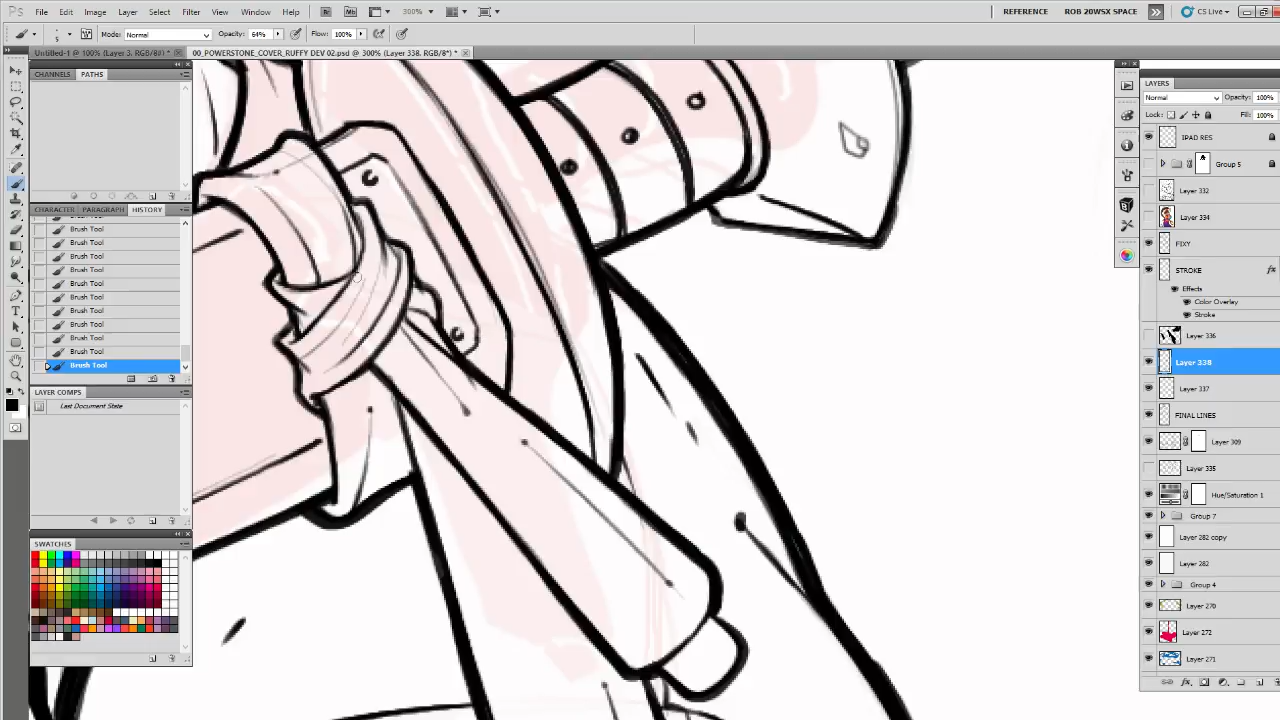 Ps File Edit Image Layer Select Filter View Window Help Br Mb 300% REFERENCE ROB 20WSX SPACE CS Live
Mode: Normal Opacity: 64% Flow: 100%
Untitled-1 @ 100% (Layer 3, RGB/8#) * 00_POWERSTONE_COVER_RUFFY DEV 02.psd @ 300% (Layer 338, RGB/8*) *
CHANNELS PATHS
CHARACTER PARAGRAPH HISTORY
Brush Tool
Brush Tool
Brush Tool
Brush Tool
Brush Tool
Brush Tool
Brush Tool
Brush Tool
Brush Tool
Brush Tool
Brush Tool
LAYER COMPS
Last Document State
SWATCHES
LAYERS
Normal Opacity: 100%
Lock: Fill: 100%
IPAD RES
Group 5
Layer 332
Layer 334
FIXY
STROKE
Effects
Color Overlay
Stroke
Layer 336
Layer 338
Layer 337
FINAL LINES
Layer 309
Layer 335
Hue/Saturation 1
Group 7
Layer 282 copy
Layer 282
Group 4
Layer 270
Layer 272
Layer 271